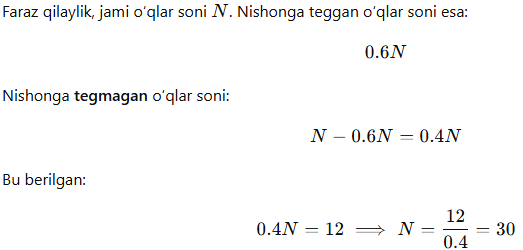 Faraz qilaylik, jami o‘qlar soni N. Nishonga teggan o‘qlar soni esa:
0.6N
Nishonga tegmagan o‘qlar soni:
N − 0.6N = 0.4N
Bu berilgan:
0.4N = 12 ⟹ N = 12/0.4 = 30